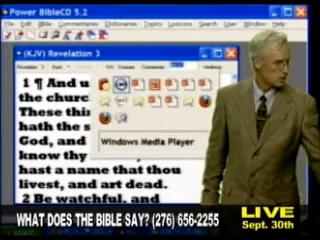 Power BibleCD 5.2
File Edit Bible Commentaries Dictionaries Topics Lexicons Search User Window Help
(KJV) Revelation 3
1 ¶ And u
the churc
These thin
hath the s
God, and
know thy
hast a name that thou
livest, and art dead.
2 Be watchful, and
Windows Media Player
WHAT DOES THE BIBLE SAY? (276) 656-2255
LIVE
Sept. 30th